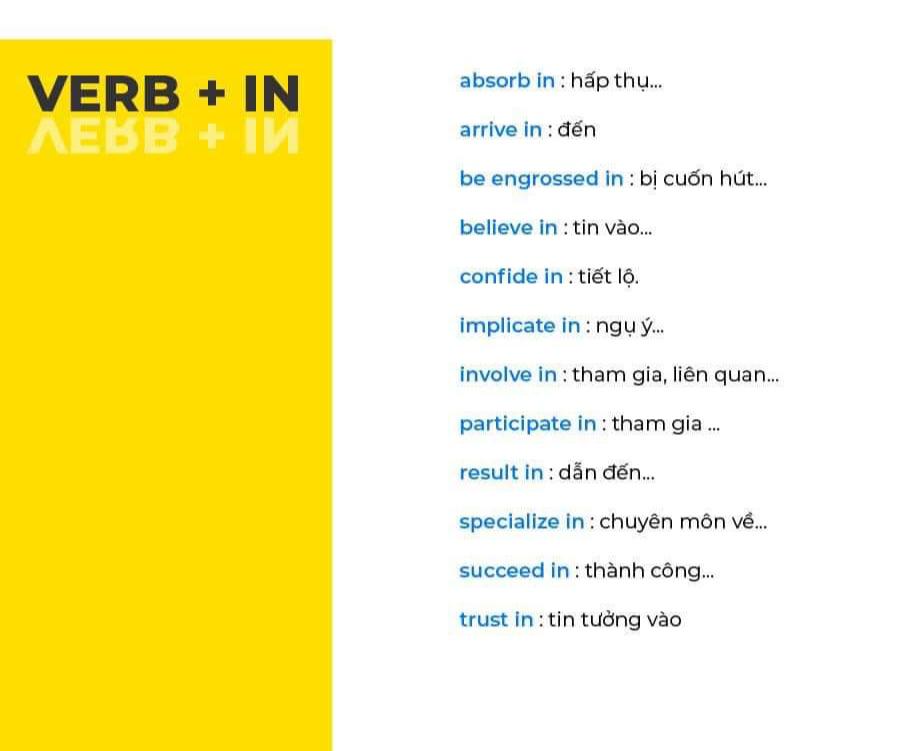 VERB + IN
absorb in : hấp thụ...
arrive in : đến
be engrossed in : bị cuốn hút...
believe in : tin vào...
confide in : tiết lộ.
implicate in : ngụ ý...
involve in : tham gia, liên quan...
participate in : tham gia ...
result in : dẫn đến...
specialize in : chuyên môn về...
succeed in : thành công...
trust in : tin tưởng vào